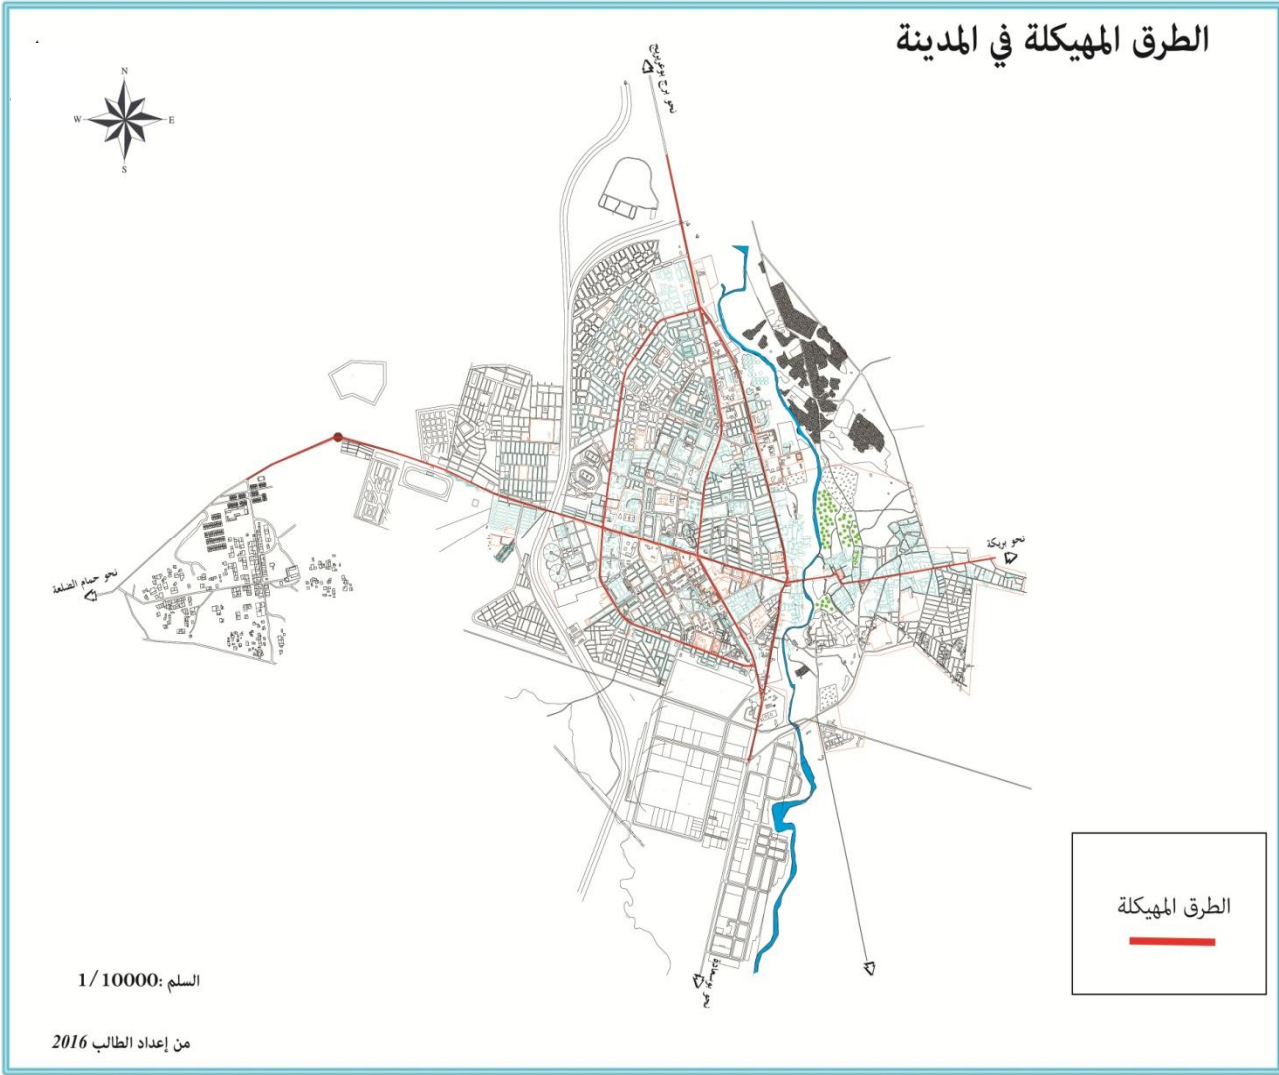 الطرق المهيكلة في المدينة
نحو برج بوعريريج
N
W E
S
نحو بريكة
نحو حمام الضلعة
الطرق المهيكلة
نحو بوسعادة
السلم :1/10000
من إعداد الطالب 2016